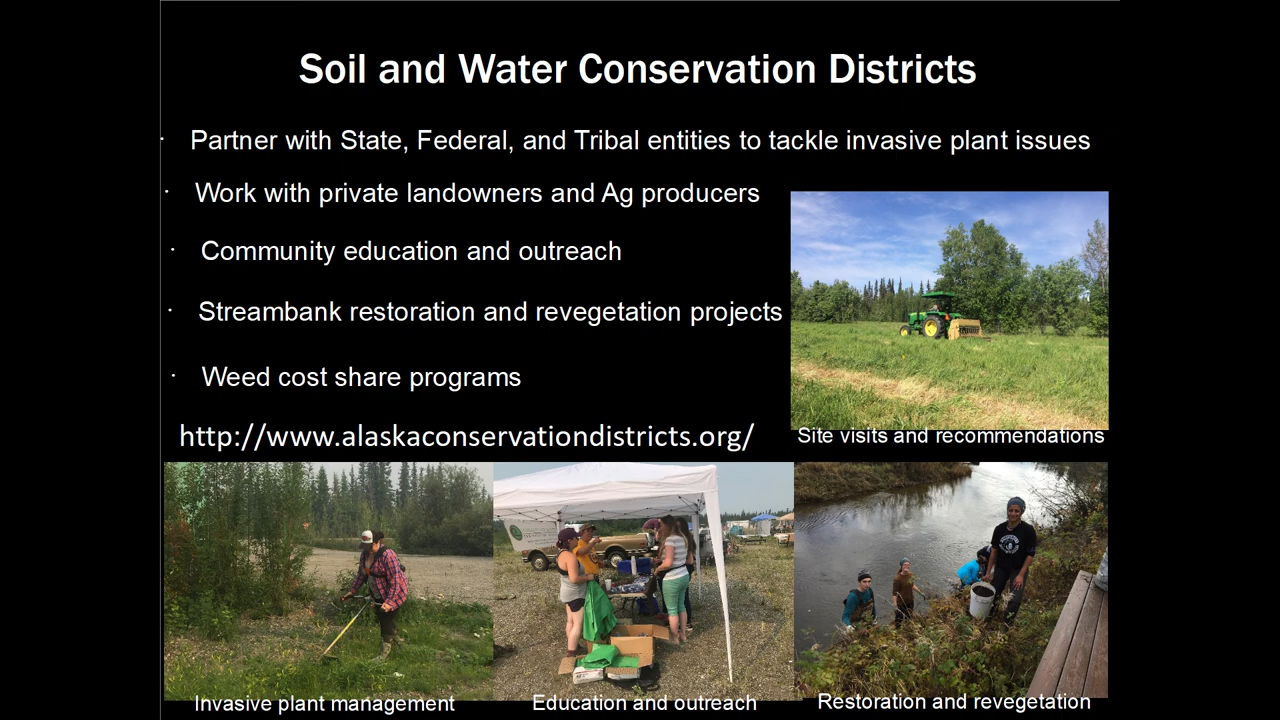 Soil and Water Conservation Districts
· Partner with State, Federal, and Tribal entities to tackle invasive plant issues
· Work with private landowners and Ag producers
· Community education and outreach
· Streambank restoration and revegetation projects
· Weed cost share programs
http://www.alaskaconservationdistricts.org/
Site visits and recommendations
Invasive plant management
Education and outreach
Restoration and revegetation